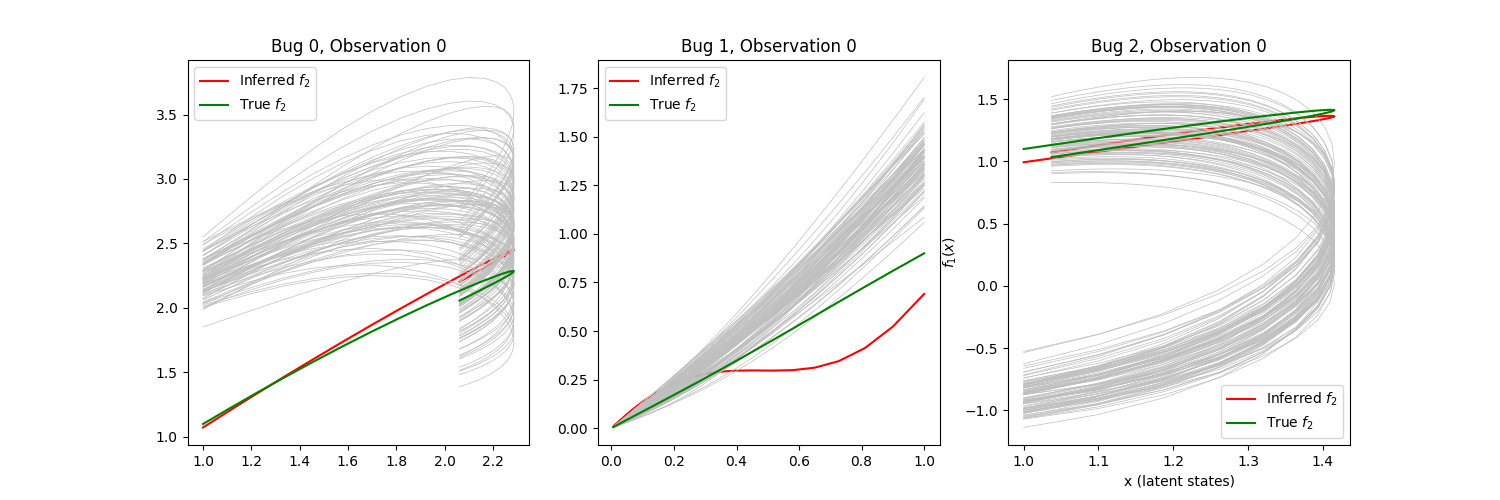 Bug 0, Observation 0
Inferred f₂
True f₂
3.5
3.0
2.5
2.0
1.5
1.0
1.0 1.2 1.4 1.6 1.8 2.0 2.2
Bug 1, Observation 0
Inferred f₂
True f₂
1.75
1.50
1.25
1.00
0.75
0.50
0.25
0.00
0.0 0.2 0.4 0.6 0.8 1.0
Bug 2, Observation 0
f₁(x)
1.5
1.0
0.5
0.0
−0.5
−1.0
Inferred f₂
True f₂
1.0 1.1 1.2 1.3 1.4
x (latent states)